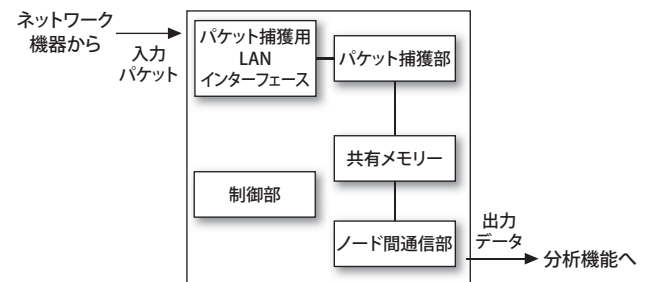 ネットワーク
機器から
入力
パケット
パケット捕獲用
LAN
インターフェース
パケット捕獲部
共有メモリー
制御部
ノード間通信部
出力
データ
分析機能へ